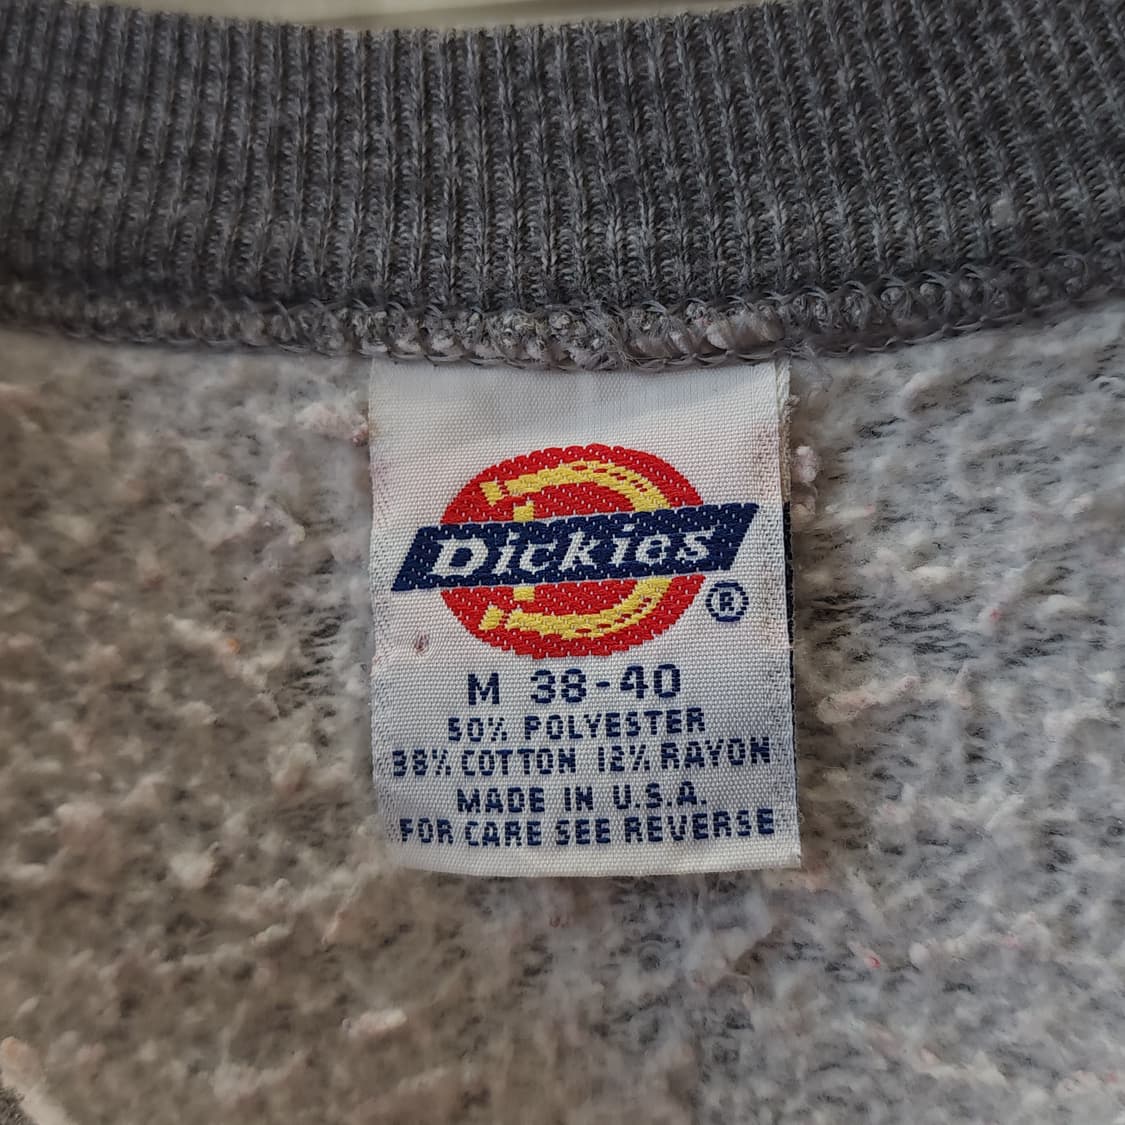 Dickies
®
M 38-40
50% POLYESTER
38% COTTON 12% RAYON
MADE IN U.S.A.
FOR CARE SEE REVERSE